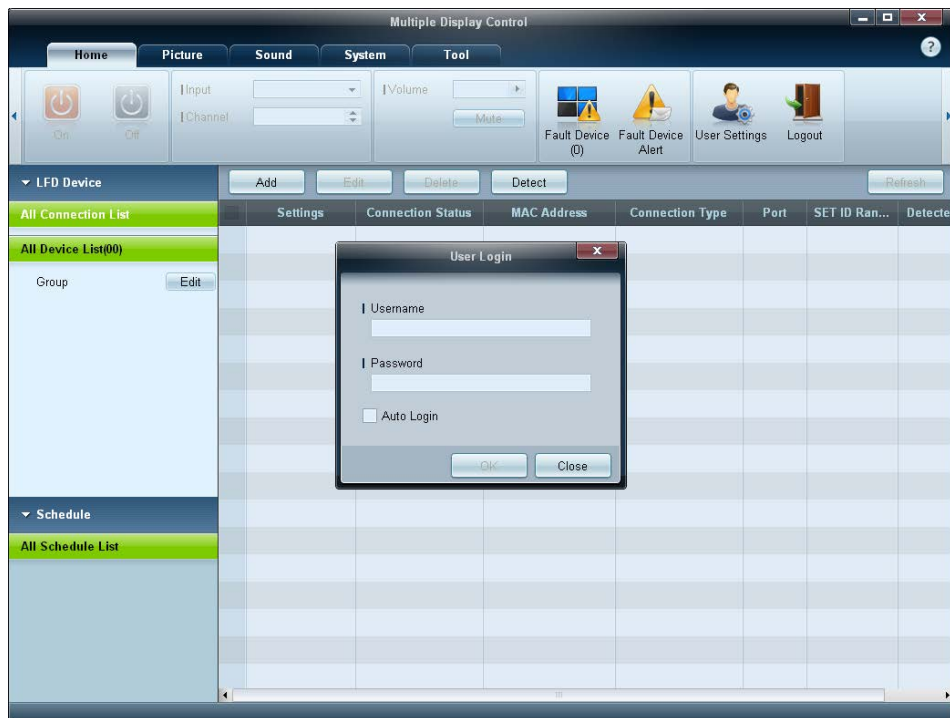 Multiple Display Control
Home Picture Sound System Tool
?
On Off
Input
Channel
Volume
Mute
Fault Device (0)
Fault Device Alert
User Settings
Logout
LFD Device
Add Edit Delete Detect Refresh
All Connection List
Settings Connection Status MAC Address Connection Type Port SET ID Ran... Detecte
All Device List(00)
Group Edit
User Login
Username
Password
Auto Login
OK Close
Schedule
All Schedule List